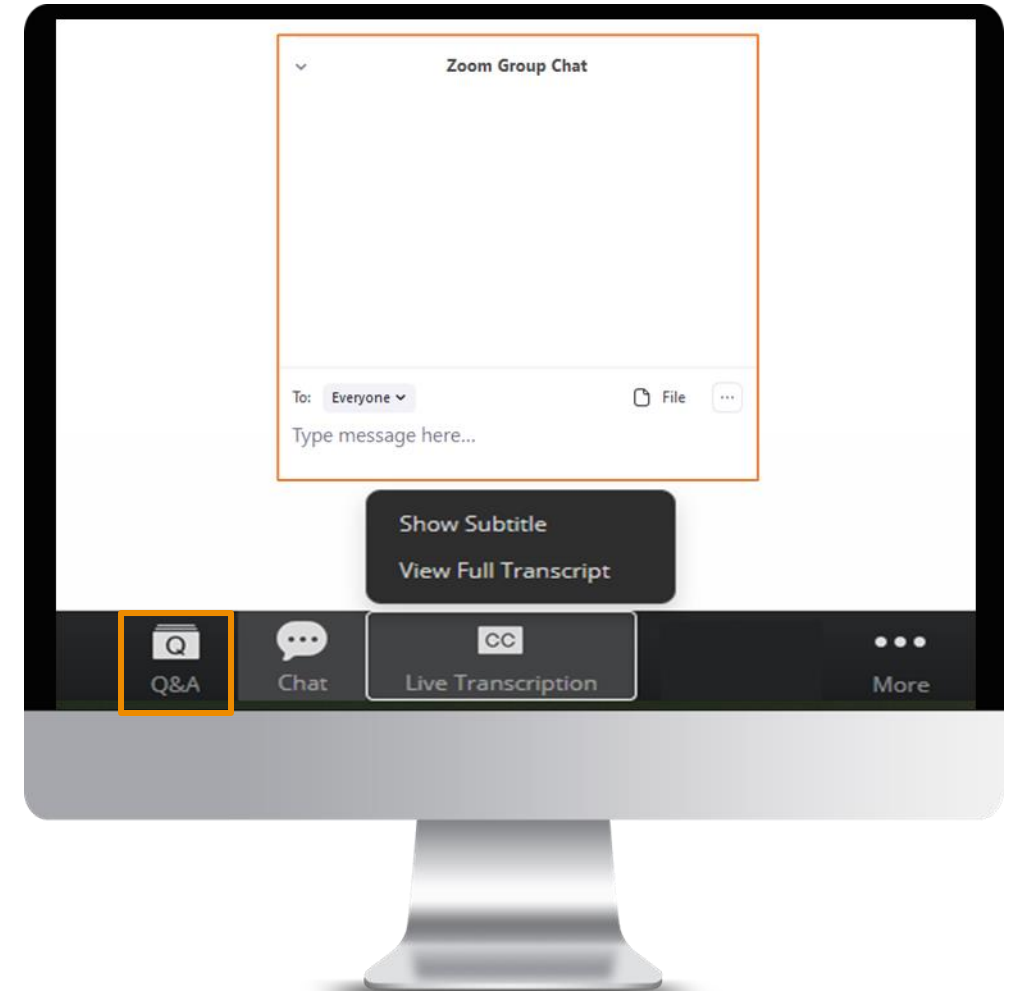 Zoom Group Chat
To: Everyone File
Type message here...
Show Subtitle
View Full Transcript
Q
CC
Q&A Chat Live Transcription More